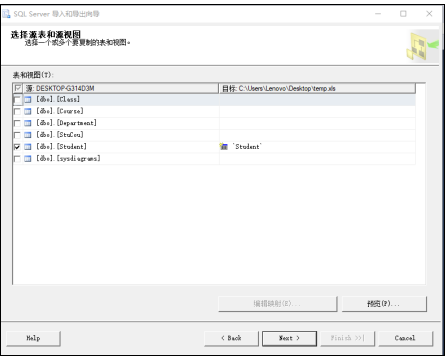 SQL Server 导入和导出向导
选择源表和源视图
选择一个或多个要复制的表和视图。
表和视图(T):
源: DESKTOP-G314D3M 目标: C:\Users\Lenovo\Desktop\temp.xls
[dbo].[Class]
[dbo].[Course]
[dbo].[Department]
[dbo].[StuCou]
[dbo].[Student] `Student`
[dbo].[sysdiagrams]
编辑映射(E)... 预览(P)...
Help < Back Next > Finish >>| Cancel